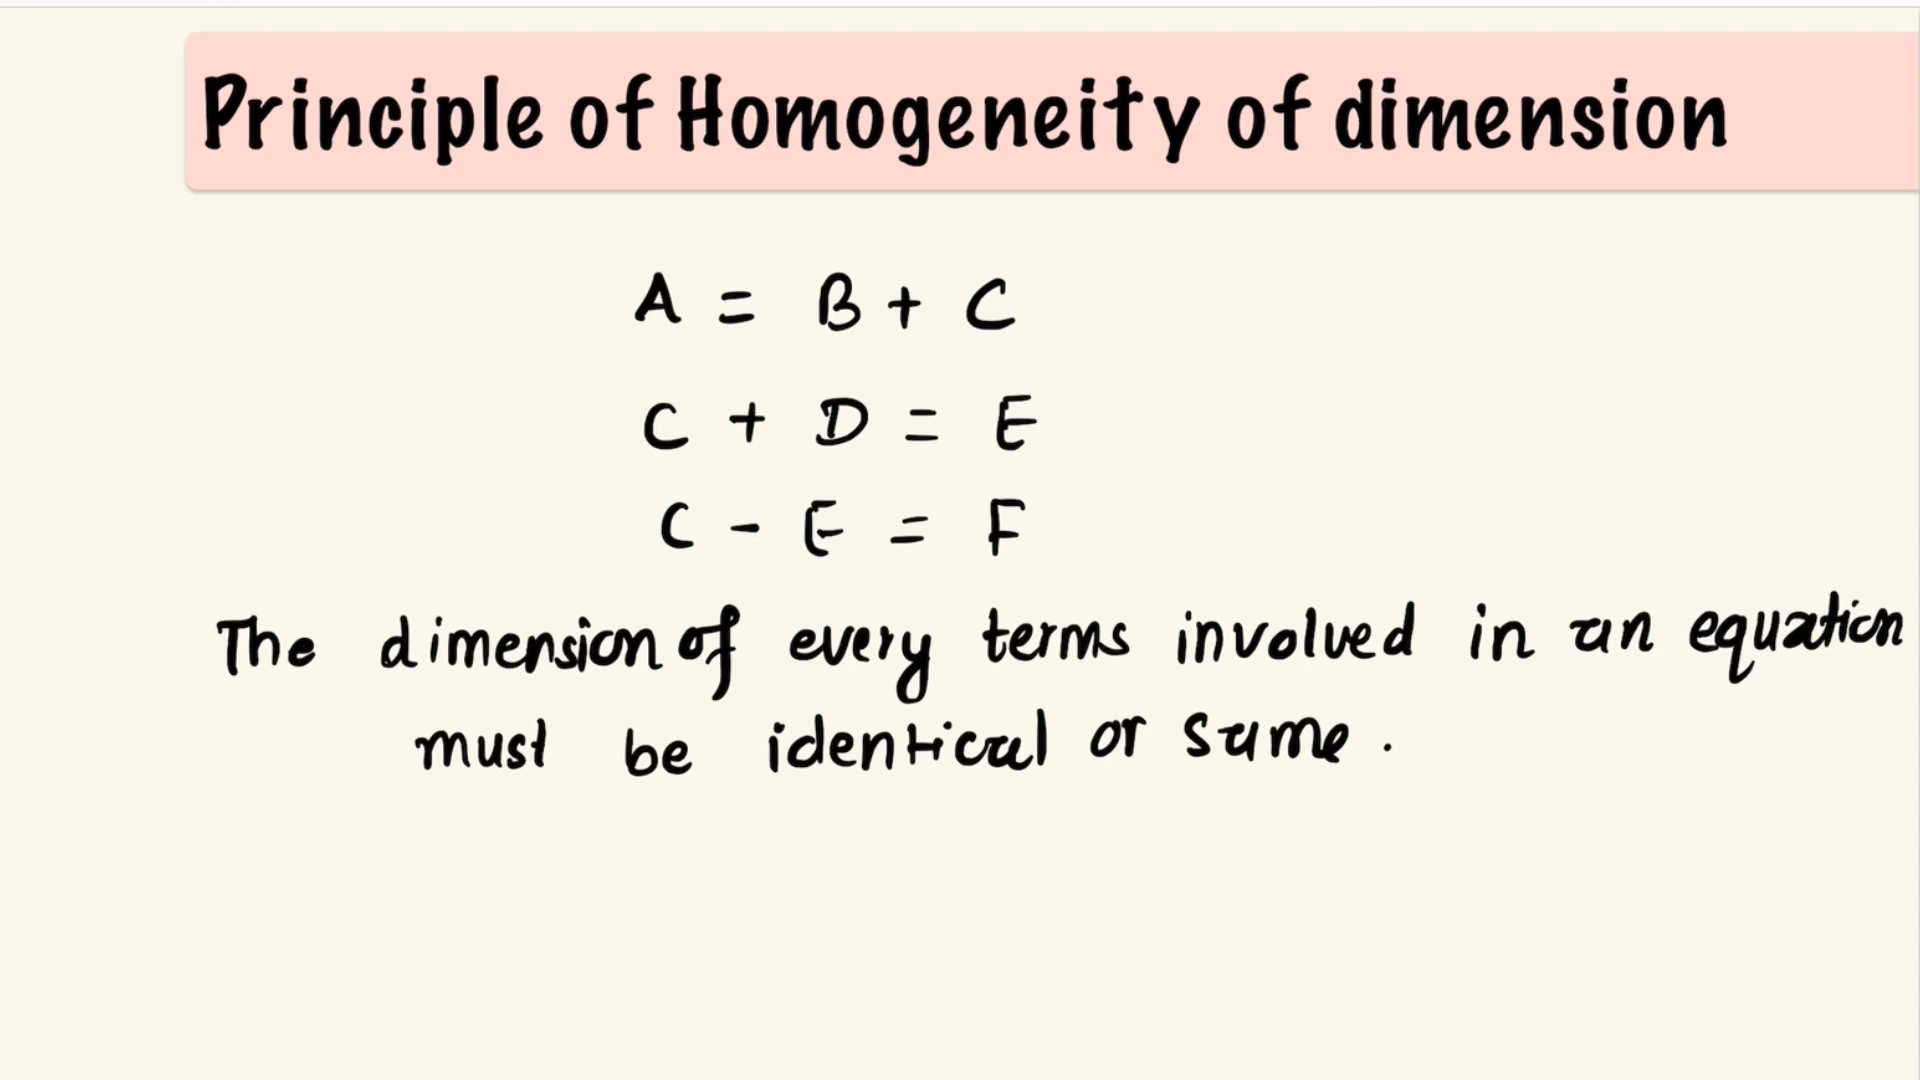 Principle of Homogeneity of dimension
A = B + C
C + D = E
C - E = F
The dimension of every terms involved in an equation
must be identical or same.